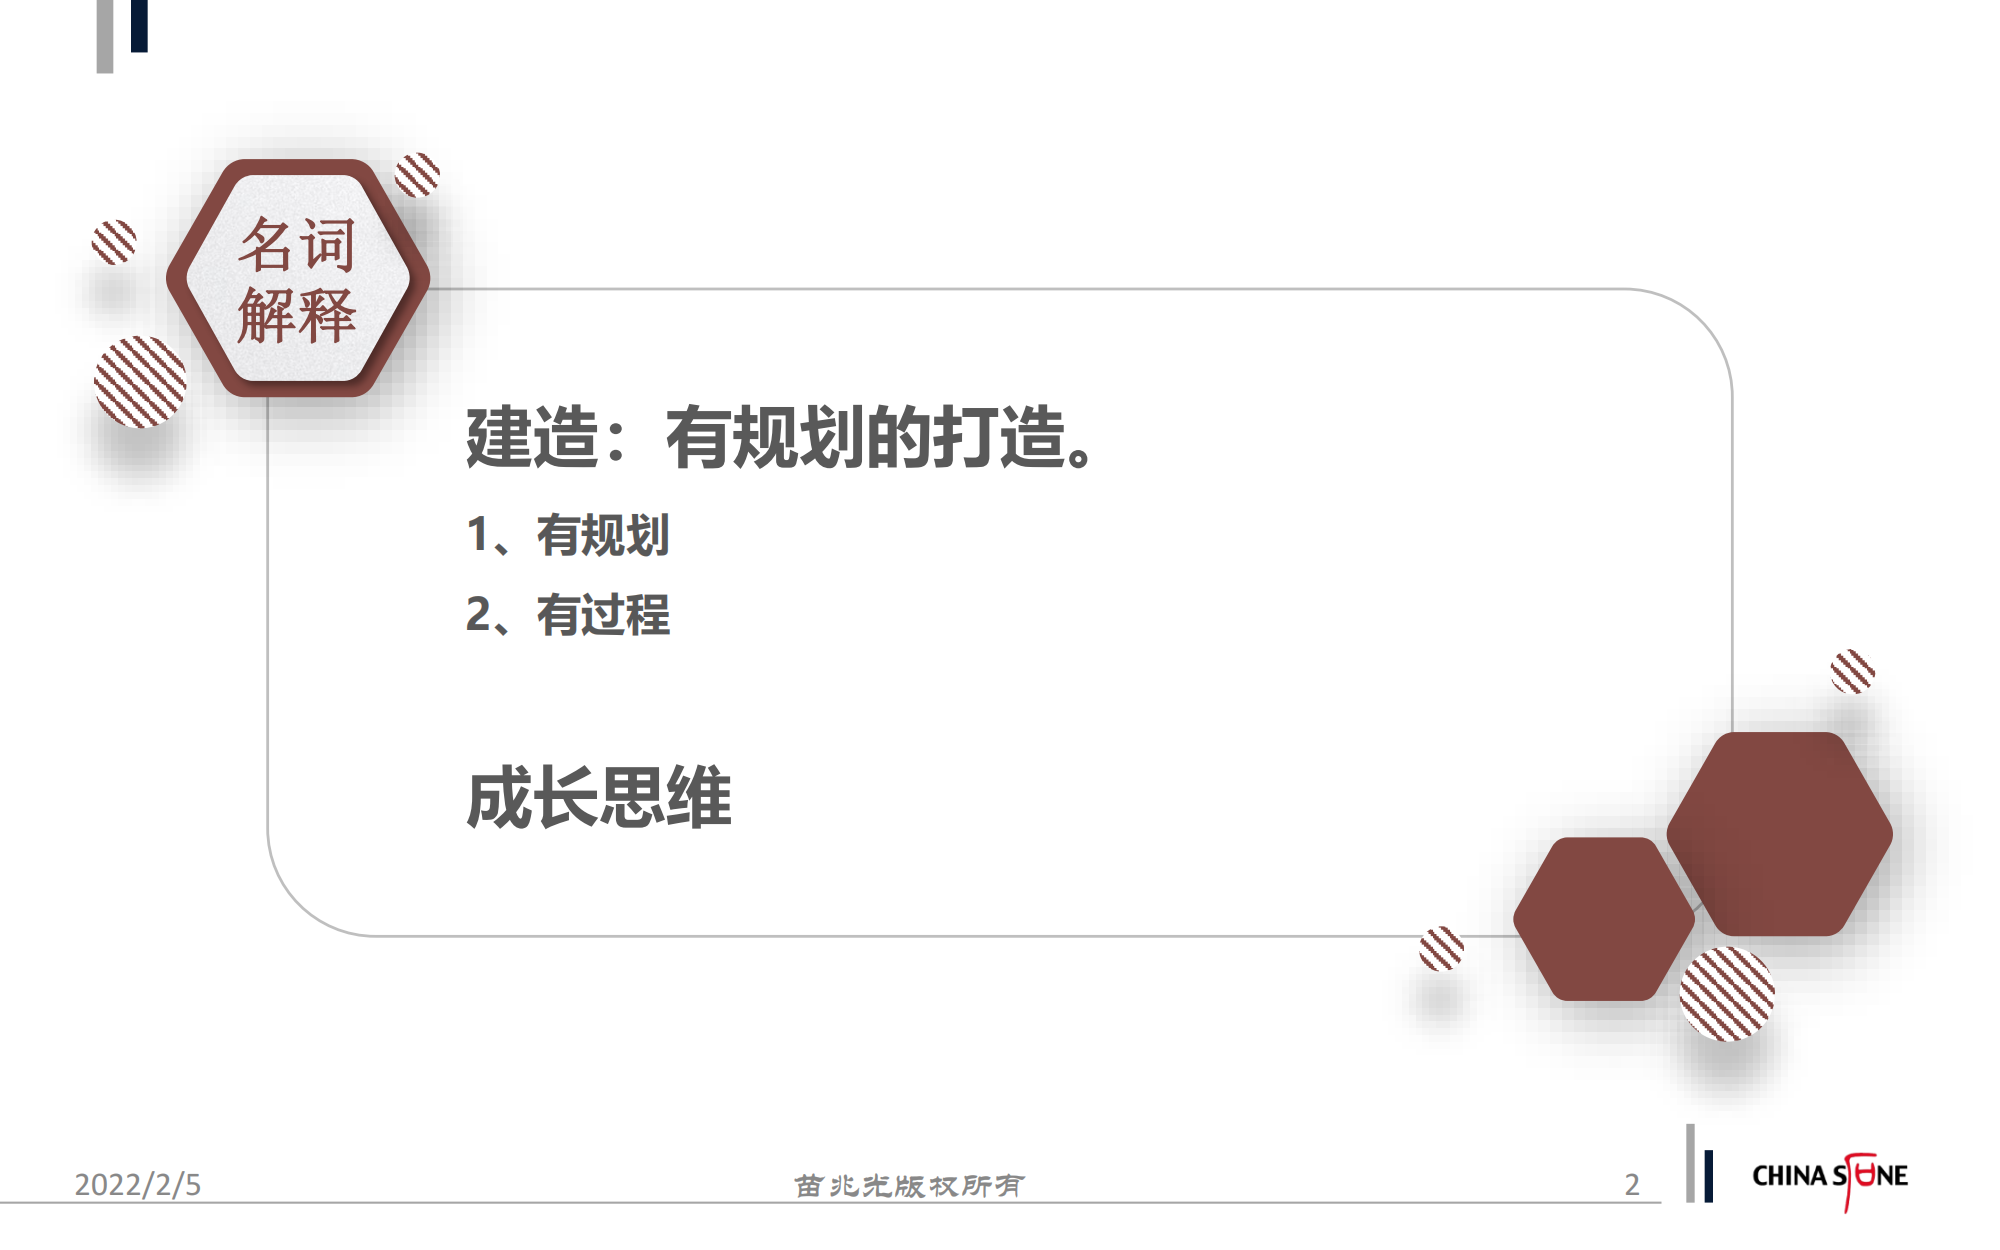 名词
解释
建造：有规划的打造。
1、有规划
2、有过程
成长思维
2022/2/5
苗兆光版权所有
2
CHINA STONE